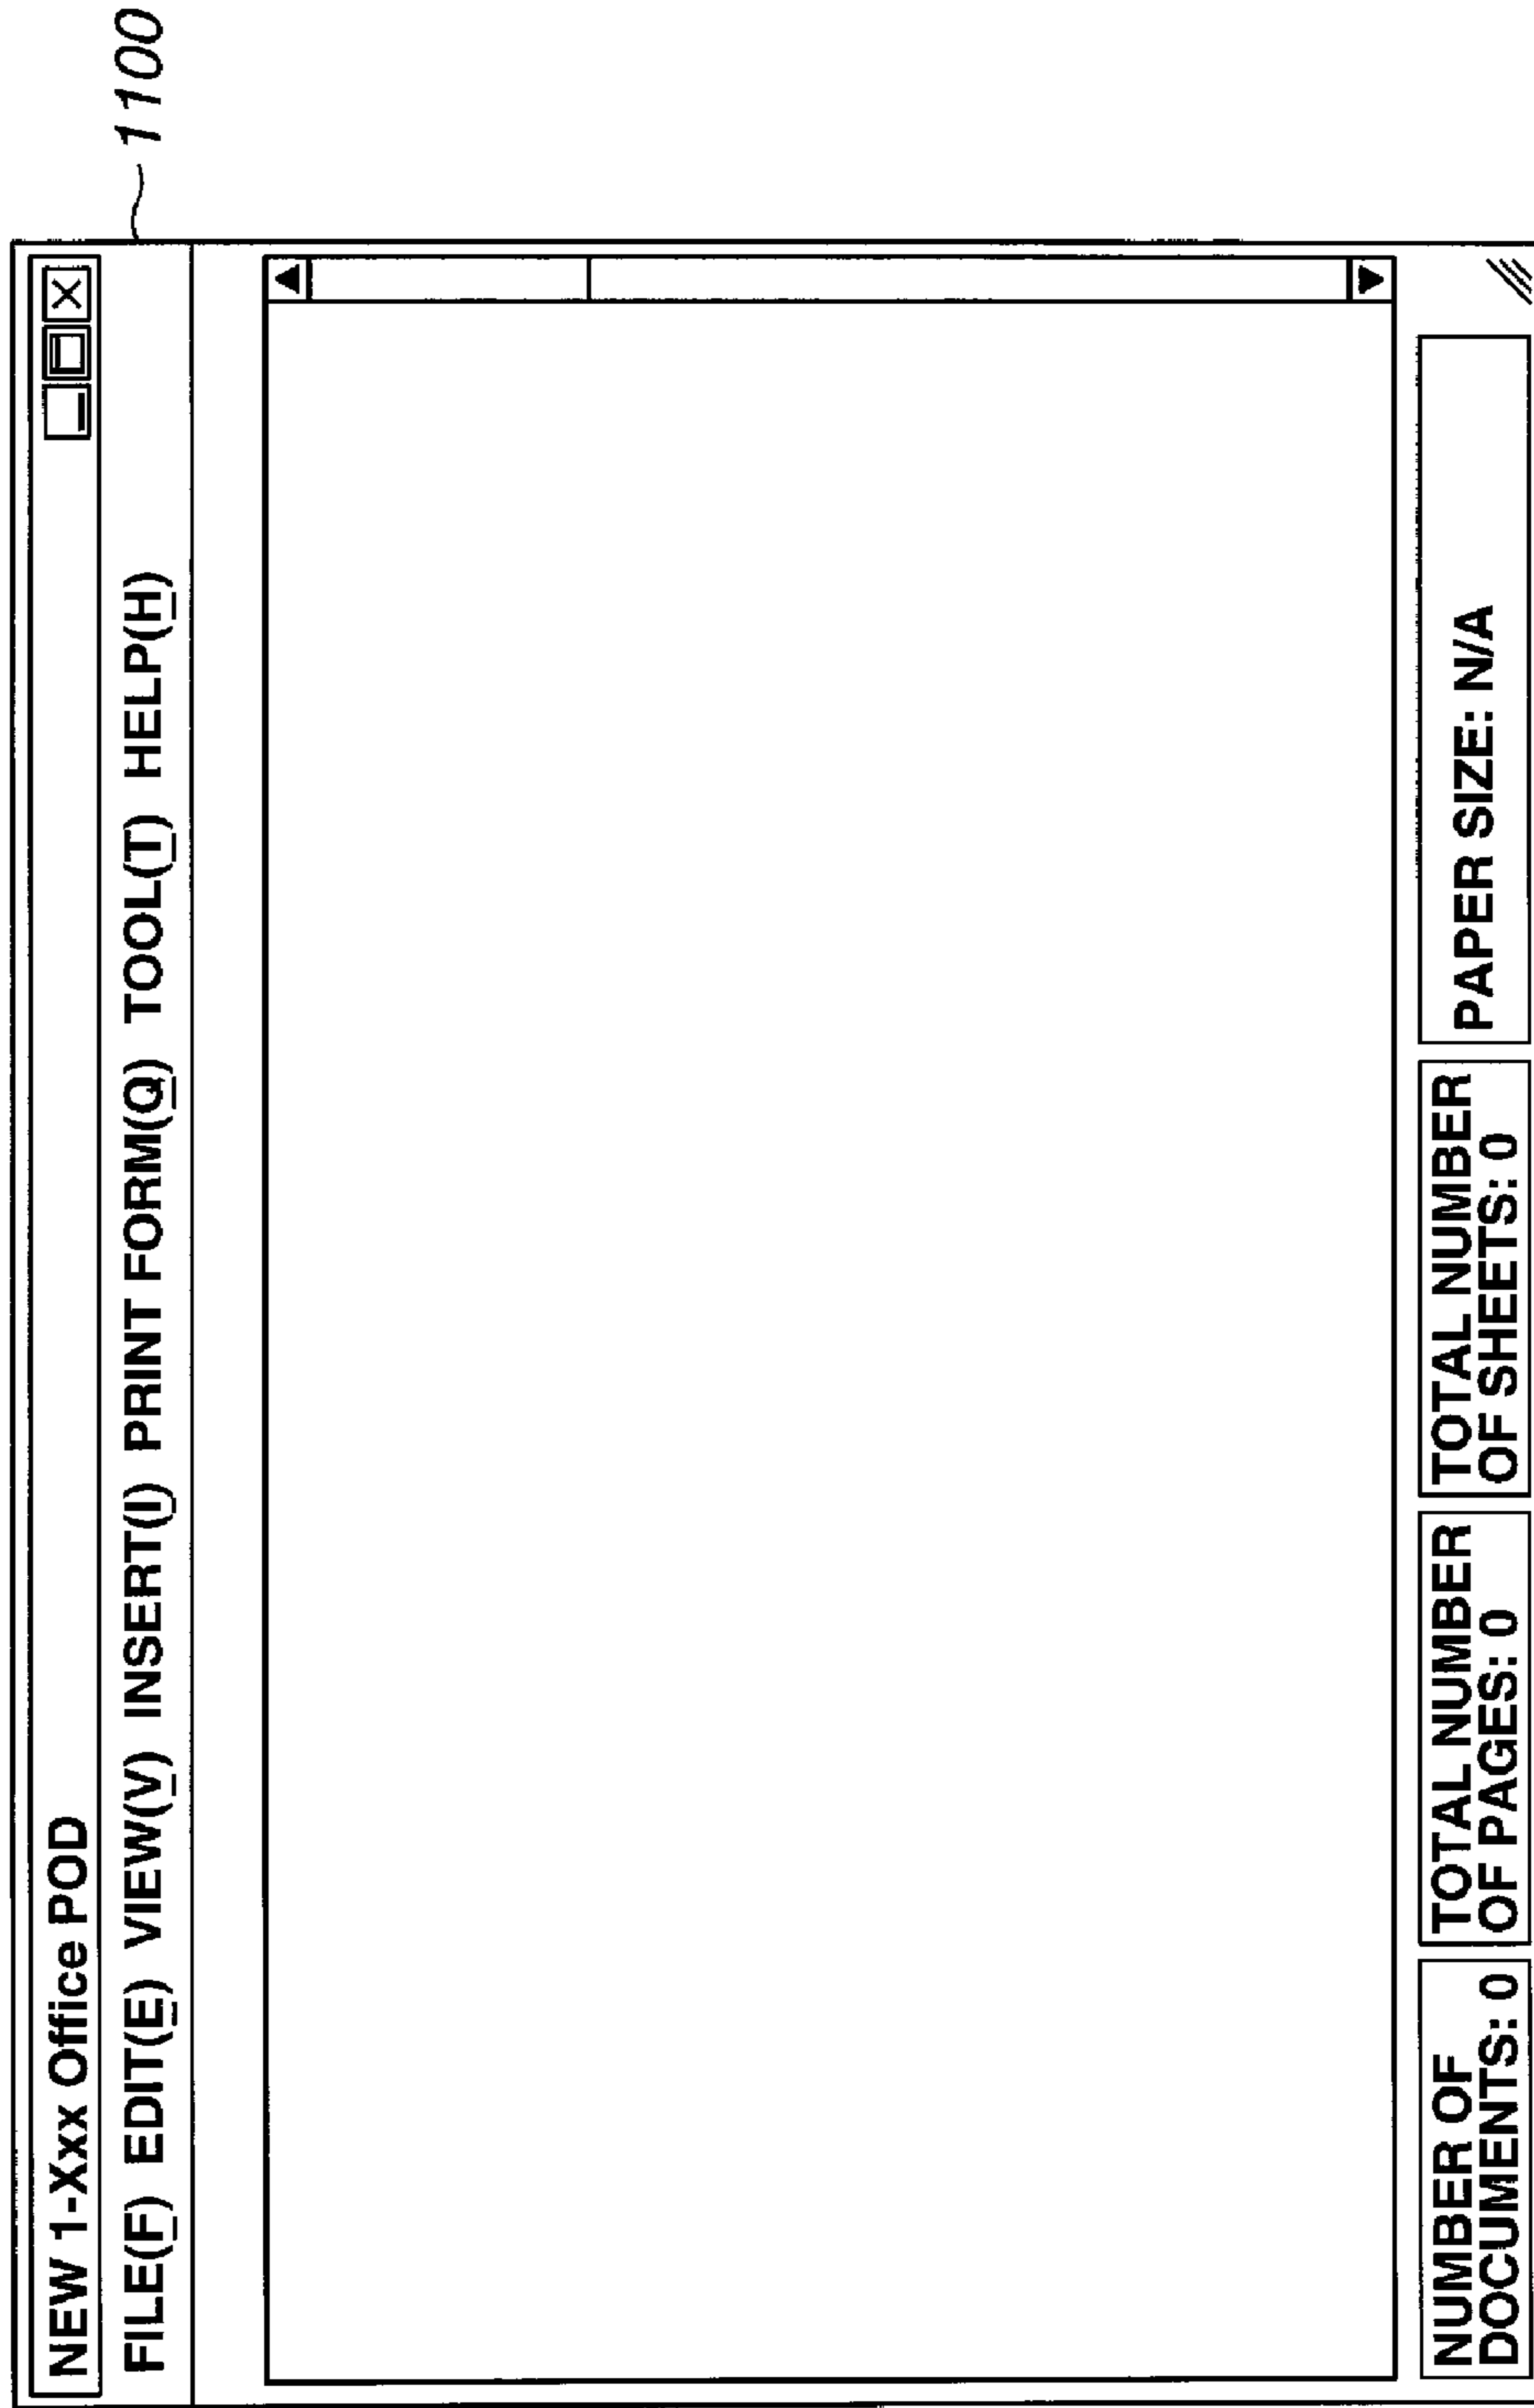 1100
NEW 1-Xxx Office POD
FILE(F) EDIT(E) VIEW(V) INSERT(I) PRINT FORM(Q) TOOL(T) HELP(H)
NUMBER OF
DOCUMENTS: 0
TOTAL NUMBER
OF PAGES: 0
TOTAL NUMBER
OF SHEETS: 0
PAPER SIZE: N/A